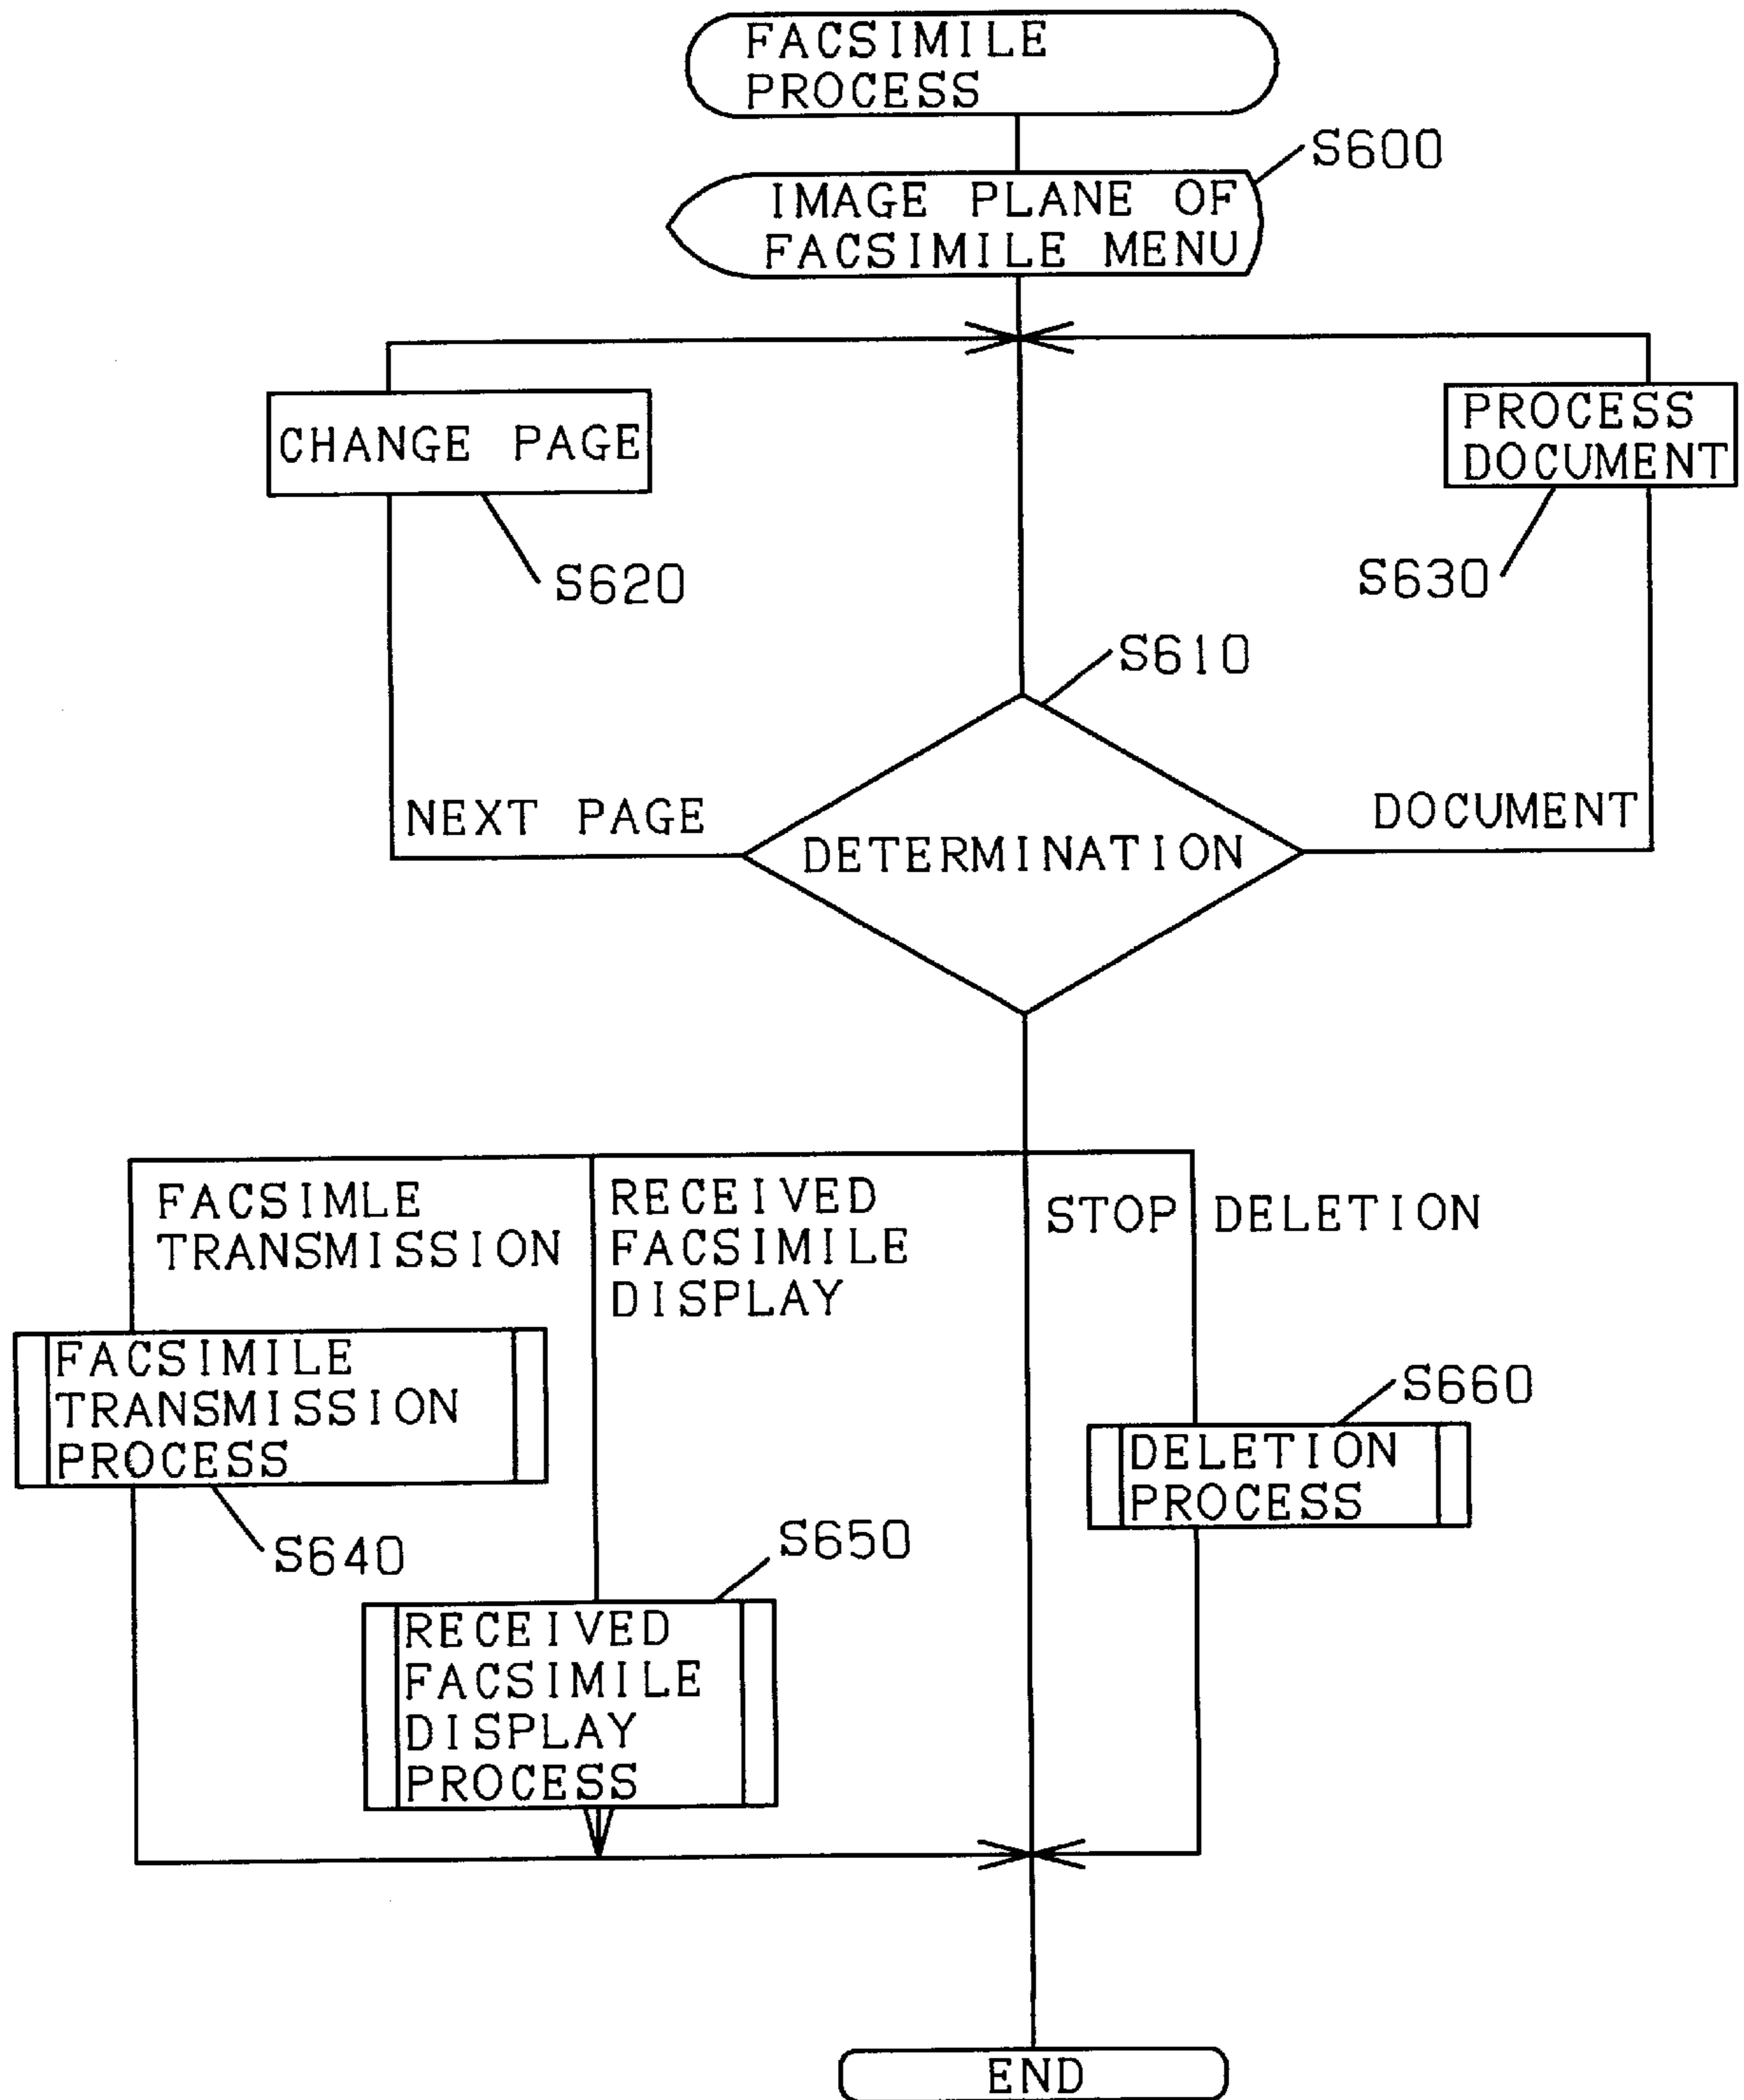 FACSIMILE
PROCESS
S600
IMAGE PLANE OF
FACSIMILE MENU
CHANGE PAGE
PROCESS
DOCUMENT
S620
S630
S610
NEXT PAGE
DETERMINATION
DOCUMENT
FACSIMLE
TRANSMISSION
RECEIVED
FACSIMILE
DISPLAY
STOP
DELETION
FACSIMILE
TRANSMISSION
PROCESS
S660
DELETION
PROCESS
S640
S650
RECEIVED
FACSIMILE
DISPLAY
PROCESS
END